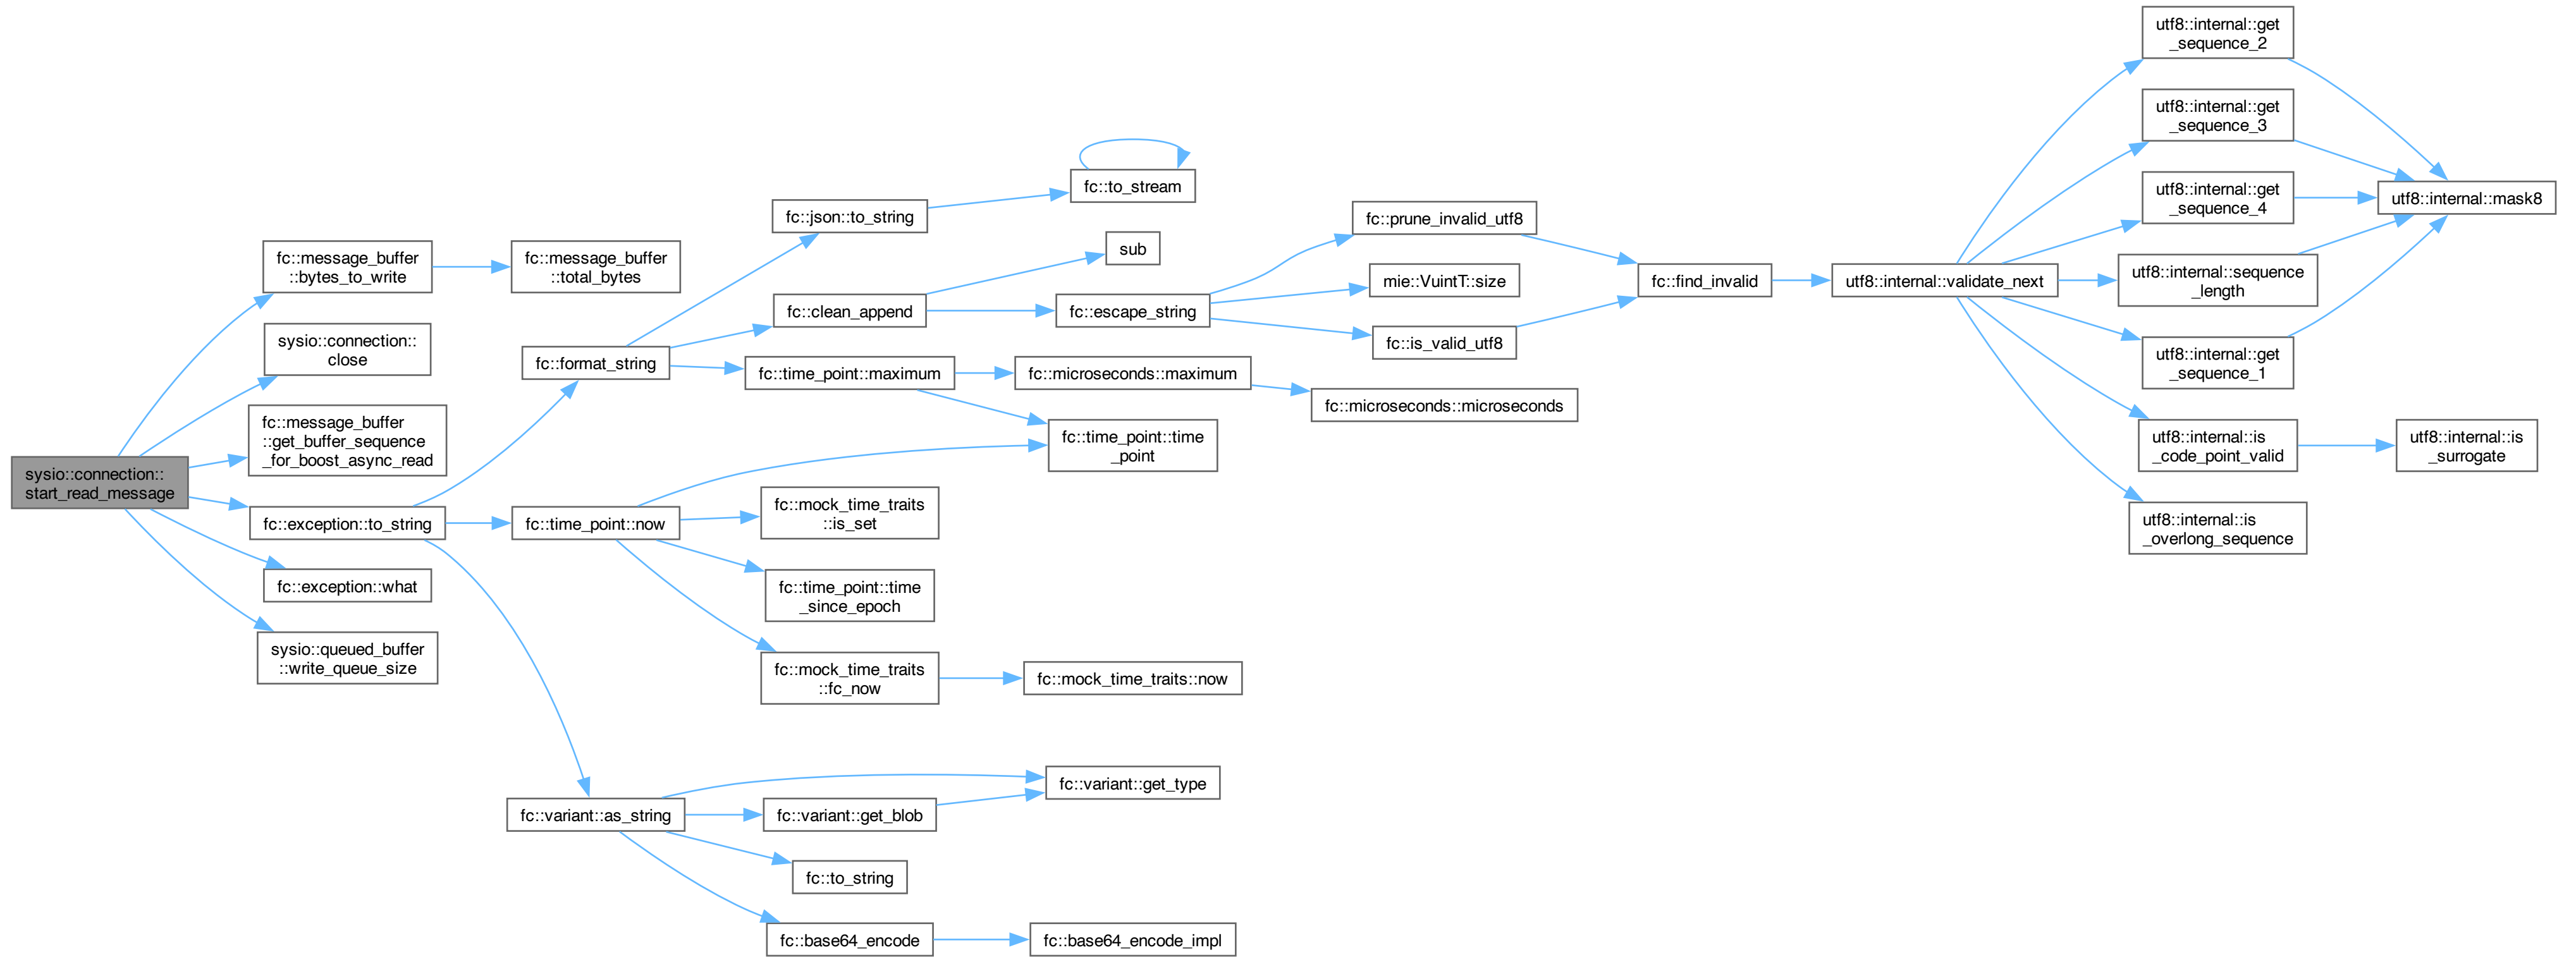 sysio::connection::
start_read_message
fc::message_buffer
::bytes_to_write
fc::message_buffer
::total_bytes
sysio::connection::
close
fc::message_buffer
::get_buffer_sequence
_for_boost_async_read
fc::exception::to_string
fc::exception::what
sysio::queued_buffer
::write_queue_size
fc::format_string
fc::time_point::now
fc::variant::as_string
fc::json::to_string
fc::clean_append
fc::time_point::maximum
fc::mock_time_traits
::is_set
fc::time_point::time
_since_epoch
fc::mock_time_traits
::fc_now
fc::variant::get_blob
fc::to_string
fc::base64_encode
fc::to_stream
sub
fc::escape_string
fc::microseconds::maximum
fc::time_point::time
_point
fc::mock_time_traits::now
fc::variant::get_type
fc::base64_encode_impl
fc::prune_invalid_utf8
mie::VuintT::size
fc::is_valid_utf8
fc::microseconds::microseconds
fc::find_invalid
utf8::internal::validate_next
utf8::internal::get
_sequence_2
utf8::internal::get
_sequence_3
utf8::internal::get
_sequence_4
utf8::internal::sequence
_length
utf8::internal::get
_sequence_1
utf8::internal::is
_code_point_valid
utf8::internal::is
_overlong_sequence
utf8::internal::mask8
utf8::internal::is
_surrogate